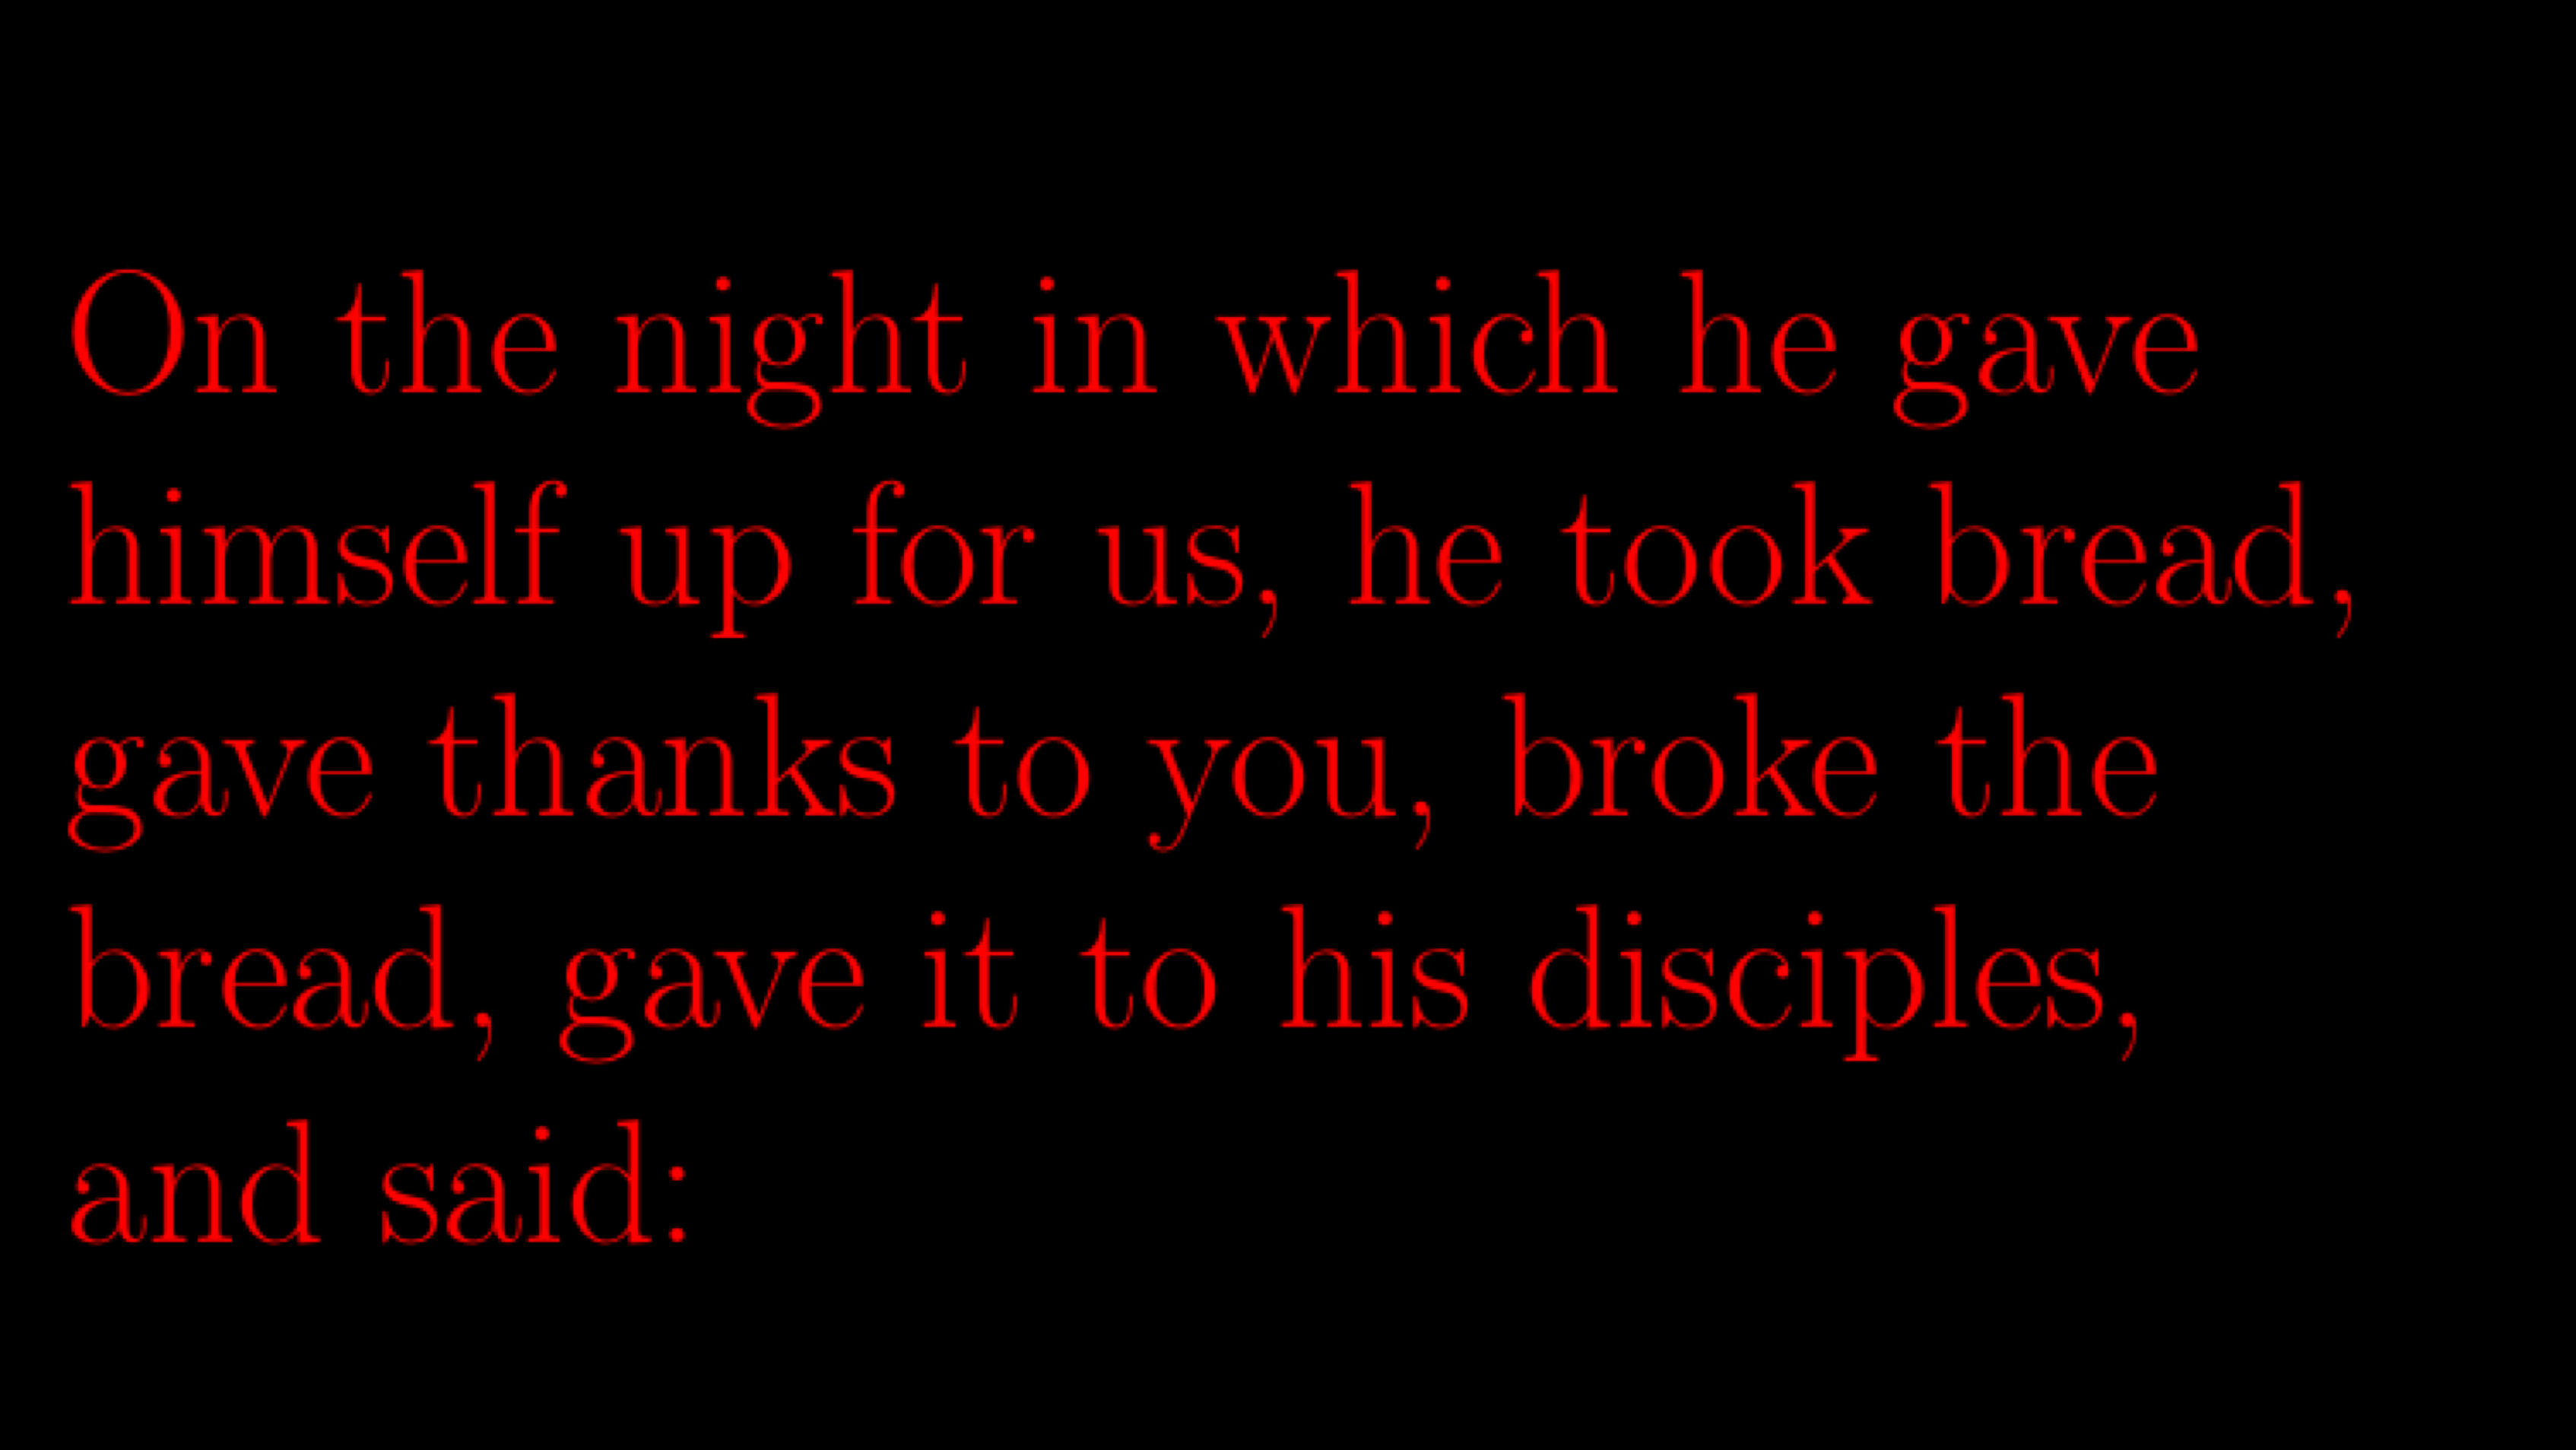 On the night in which he gave
himself up for us, he took bread,
gave thanks to you, broke the
bread, gave it to his disciples,
and said: